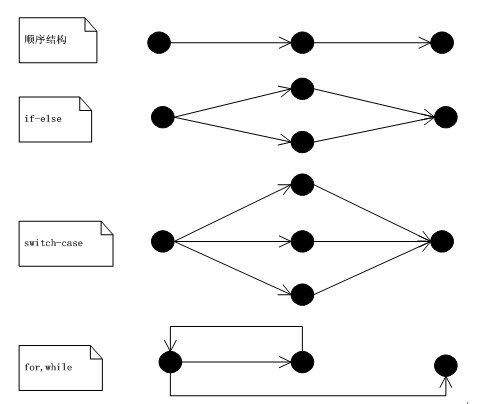 顺序结构
if-else
switch-case
for,while